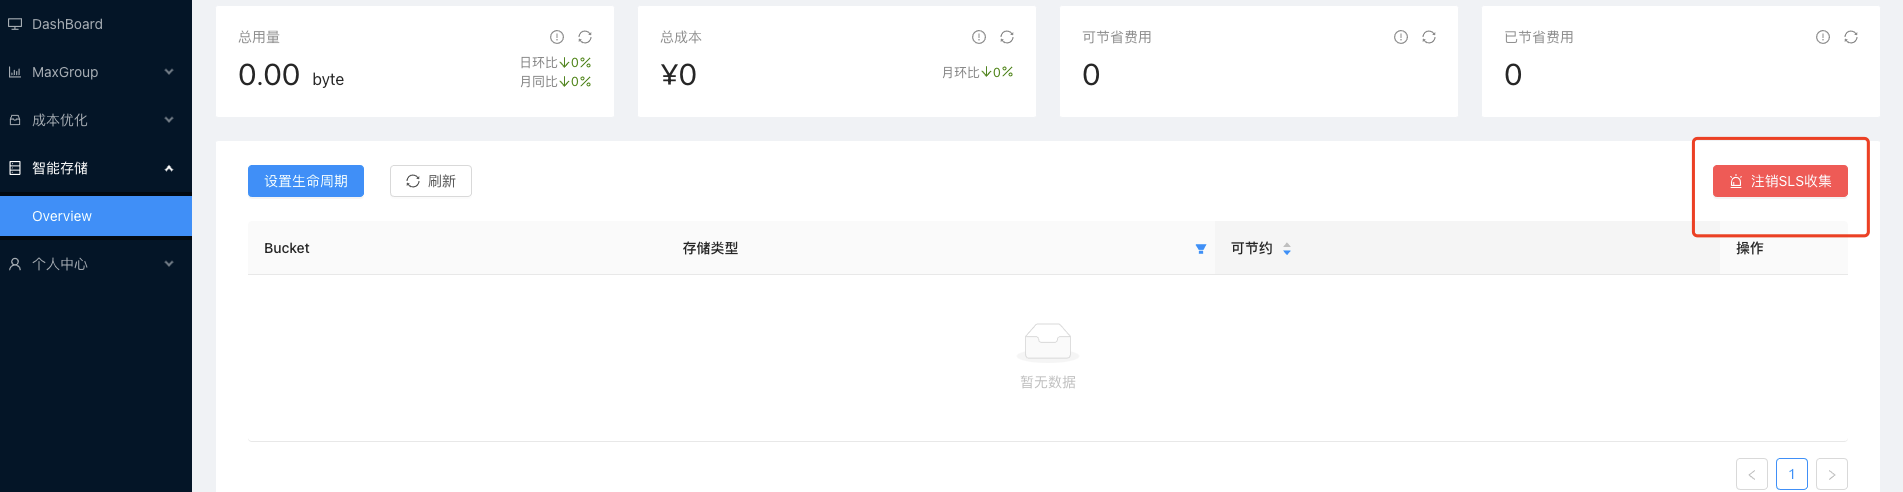 DashBoard
MaxGroup
成本优化
智能存储
Overview
个人中心
总用量
0.00 byte
日环比↓0%
月同比↓0%
总成本
¥0
月环比↓0%
可节省费用
0
已节省费用
0
设置生命周期
刷新
注销SLS收集
Bucket
存储类型
可节约
操作
暂无数据
< 1 >